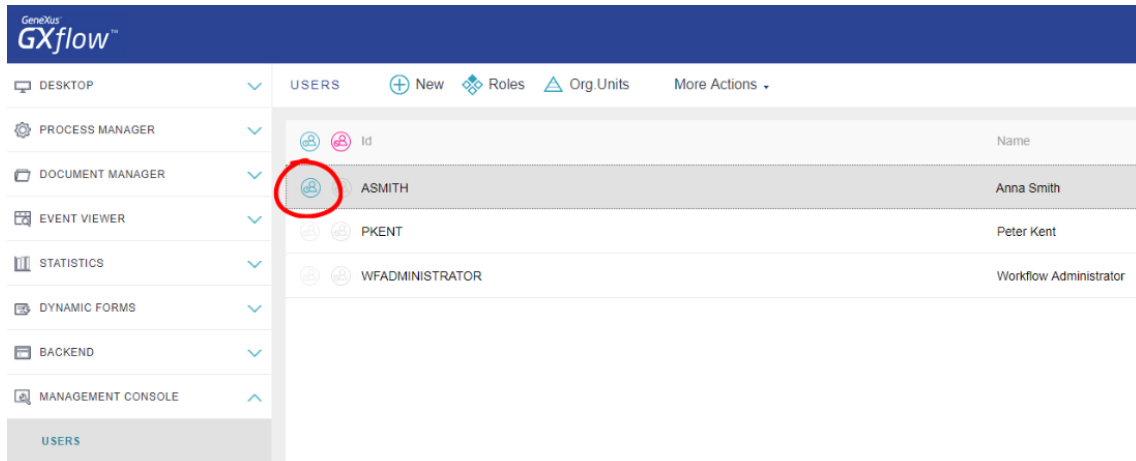 GeneXus
GXflow™
DESKTOP
PROCESS MANAGER
DOCUMENT MANAGER
EVENT VIEWER
STATISTICS
DYNAMIC FORMS
BACKEND
MANAGEMENT CONSOLE
USERS
USERS New Roles Org.Units More Actions
Id Name
ASMITH Anna Smith
PKENT Peter Kent
WFADMINISTRATOR Workflow Administrator